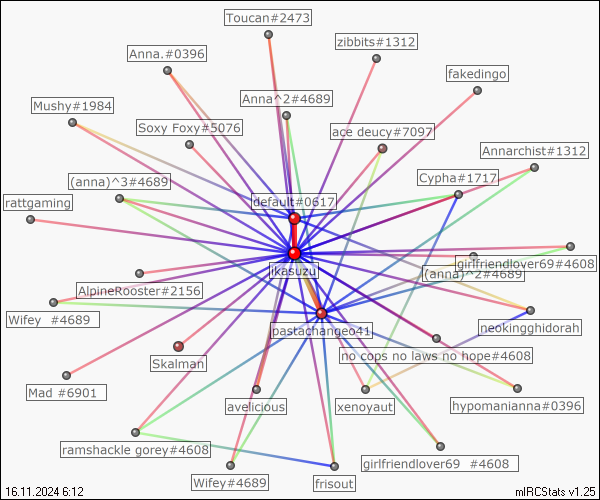 Toucan#2473
zibbits#1312
Anna.#0396
fakedingo
Mushy#1984
Anna^2#4689
Soxy Foxy#5076
ace deucy#7097
Annarchist#1312
(anna)^3#4689
Cypha#1717
rattgaming
default#0617
ikasuzu
girlfriendlover69#4608
(anna)^2#4689
AlpineRooster#2156
Wifey  #4689
pastachangeo41
neokingghidorah
Skalman
no cops no laws no hope#4608
Mad #6901
avelicious
xenoyaut
hypomanianna#0396
ramshackle gorey#4608
girlfriendlover69  #4608
Wifey#4689
frisout
16.11.2024 6:12
mIRCStats v1.25